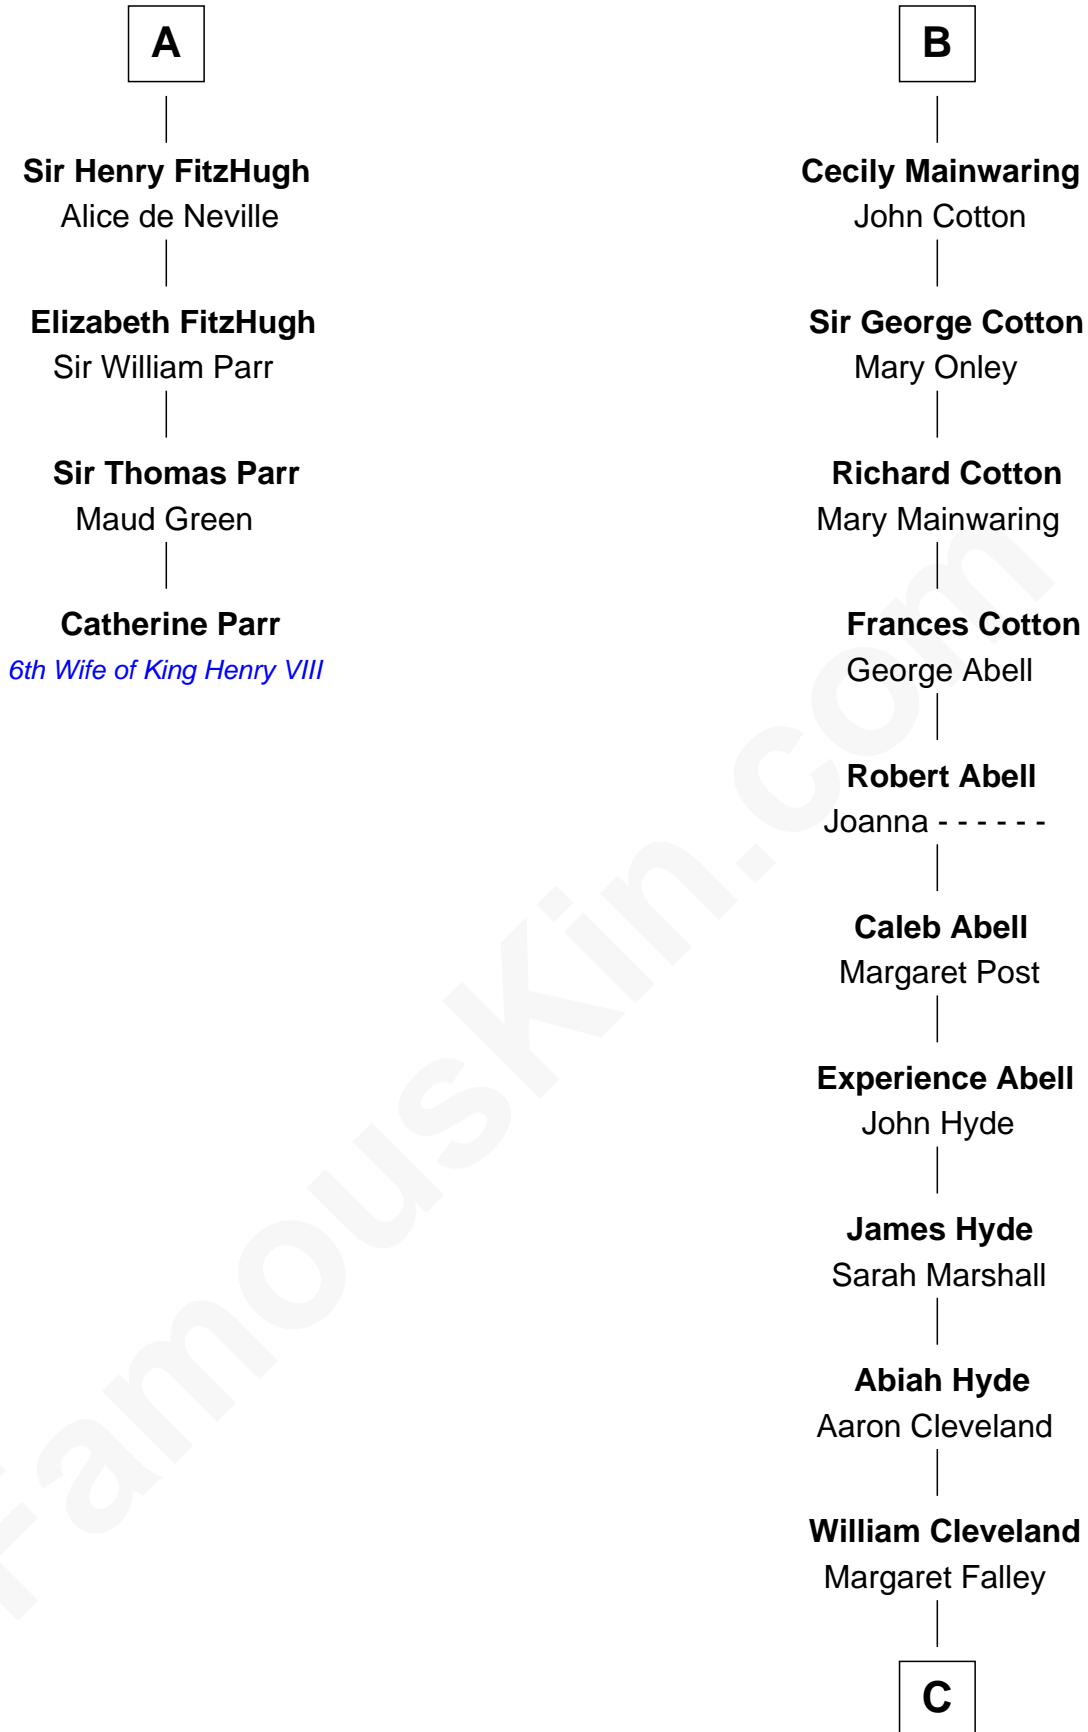 A
Sir Henry FitzHugh
Alice de Neville
Elizabeth FitzHugh
Sir William Parr
Sir Thomas Parr
Maud Green
Catherine Parr
6th Wife of King Henry VIII
B
Cecily Mainwaring
John Cotton
Sir George Cotton
Mary Onley
Richard Cotton
Mary Mainwaring
Frances Cotton
George Abell
Robert Abell
Joanna - - - - - -
Caleb Abell
Margaret Post
Experience Abell
John Hyde
James Hyde
Sarah Marshall
Abiah Hyde
Aaron Cleveland
William Cleveland
Margaret Falley
C
FamousKin.com